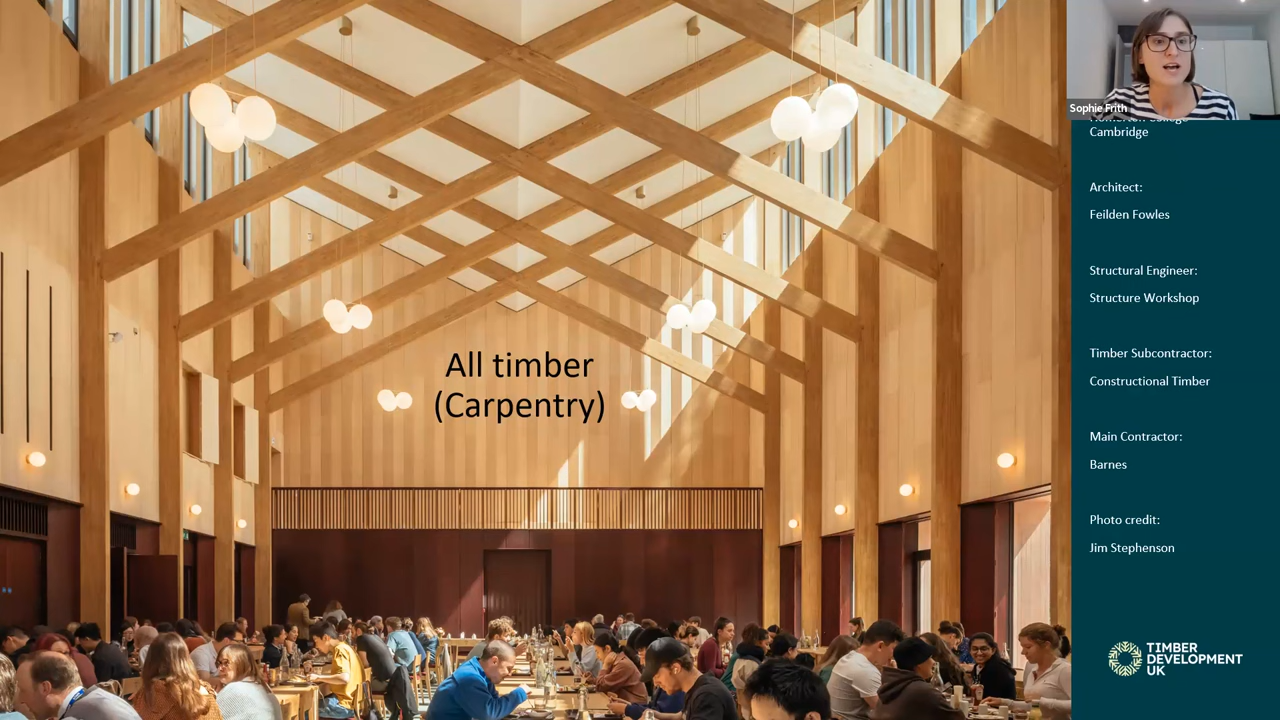 All timber
(Carpentry)
Sophie Frith
Cambridge
Architect:
Feilden Fowles
Structural Engineer:
Structure Workshop
Timber Subcontractor:
Constructional Timber
Main Contractor:
Barnes
Photo credit:
Jim Stephenson
TIMBER
DEVELOPMENT
UK